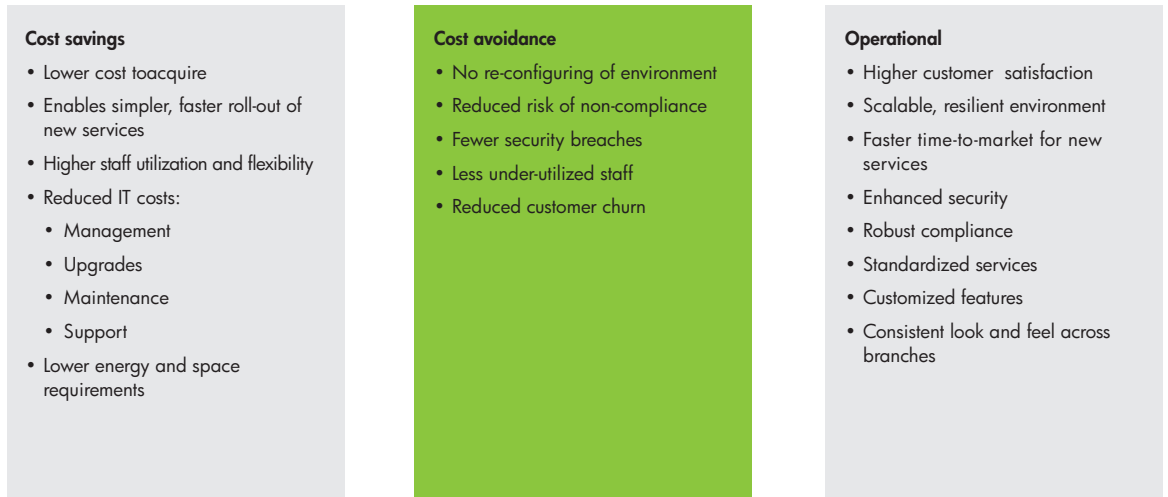 Cost savings
• Lower cost toacquire
• Enables simpler, faster roll-out of
new services
• Higher staff utilization and flexibility
• Reduced IT costs:
• Management
• Upgrades
• Maintenance
• Support
• Lower energy and space
requirements
Cost avoidance
• No re-configuring of environment
• Reduced risk of non-compliance
• Fewer security breaches
• Less under-utilized staff
• Reduced customer churn
Operational
• Higher customer satisfaction
• Scalable, resilient environment
• Faster time-to-market for new
services
• Enhanced security
• Robust compliance
• Standardized services
• Customized features
• Consistent look and feel across
branches